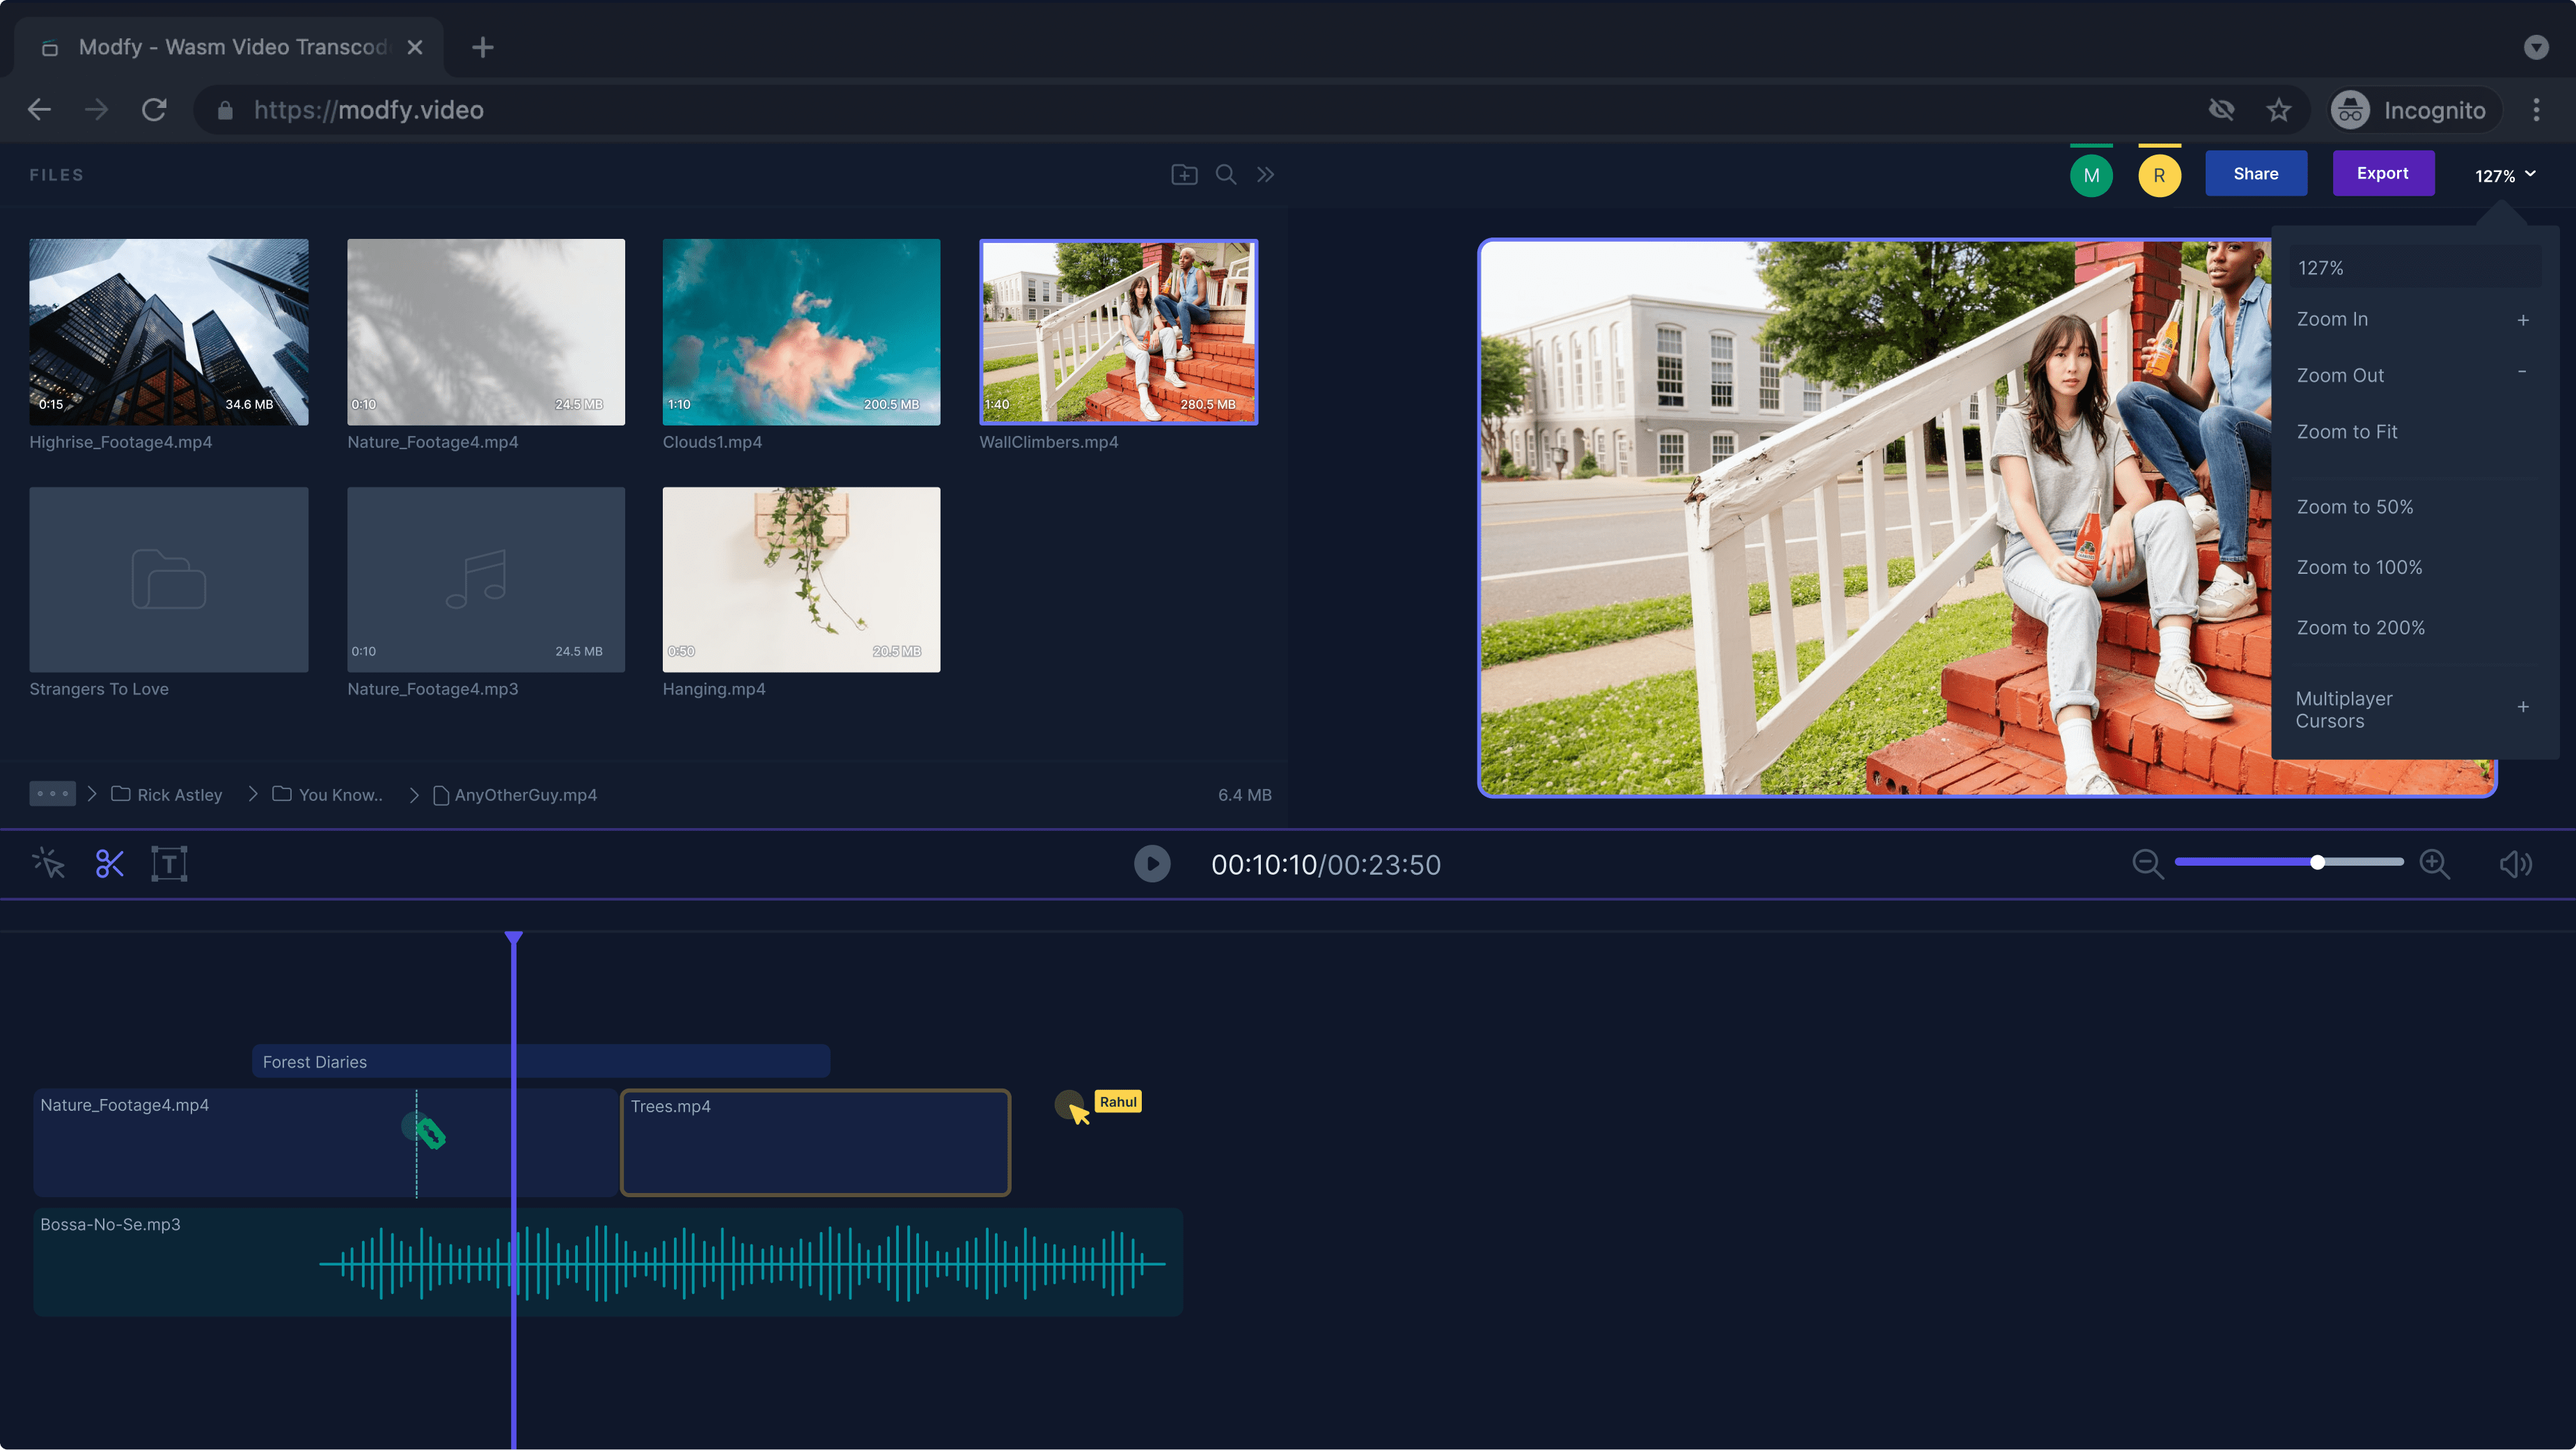 Modfy - Wasm Video Transcod
https://modfy.video
Incognito
FILES
M
R
Share
Export
127%
0:15
34.6 MB
Highrise_Footage4.mp4
0:10
24.5 MB
Nature_Footage4.mp4
1:10
200.5 MB
Clouds1.mp4
1:40
280.5 MB
WallClimbers.mp4
Strangers To Love
0:10
24.5 MB
Nature_Footage4.mp3
0:50
20.5 MB
Hanging.mp4
127%
Zoom In +
Zoom Out -
Zoom to Fit
Zoom to 50%
Zoom to 100%
Zoom to 200%
Multiplayer
Cursors +
Rick Astley
You Know..
AnyOtherGuy.mp4
6.4 MB
T
00:10:10/00:23:50
Forest Diaries
Nature_Footage4.mp4
Trees.mp4
Rahul
Bossa-No-Se.mp3